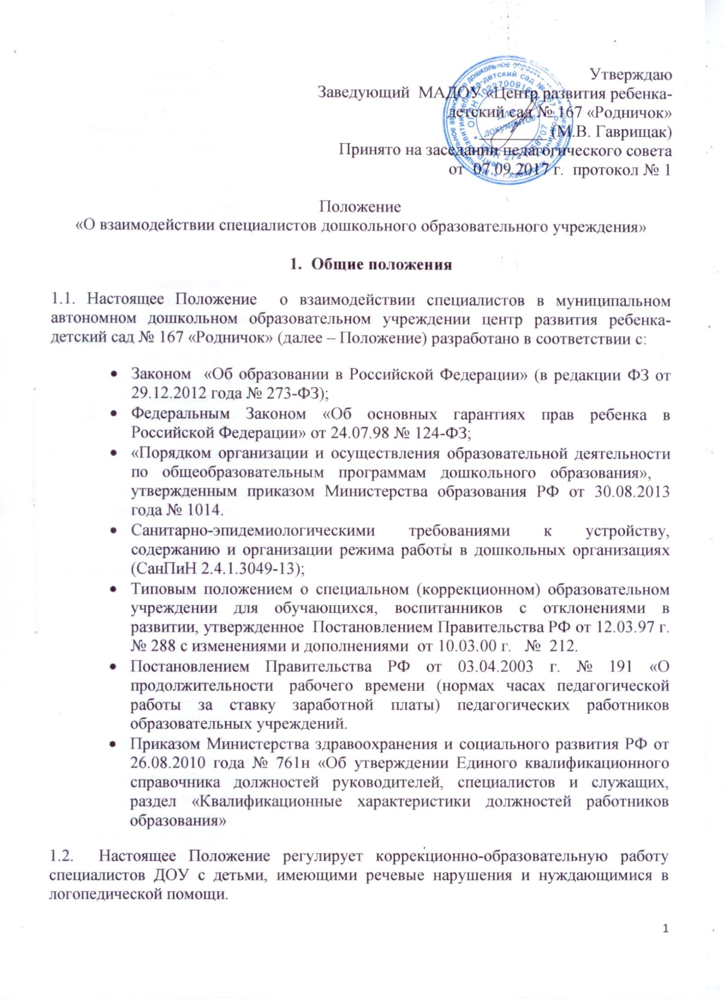 Утверждаю
Заведующий МАДОУ «Центр развития ребенка-
детский сад № 167 «Родничок»
________ (М.В. Гаврищак)
Принято на заседании педагогического совета
от 07.09.2017 г. протокол № 1
Для
документов
г.Хабаровск
Положение
«О взаимодействии специалистов дошкольного образовательного учреждения»
1. Общие положения
1.1. Настоящее Положение о взаимодействии специалистов в муниципальном
автономном дошкольном образовательном учреждении центр развития ребенка-
детский сад № 167 «Родничок» (далее – Положение) разработано в соответствии с:
• Законом «Об образовании в Российской Федерации» (в редакции ФЗ от
29.12.2012 года № 273-ФЗ);
• Федеральным Законом «Об основных гарантиях прав ребенка в
Российской Федерации» от 24.07.98 № 124-ФЗ;
• «Порядком организации и осуществления образовательной деятельности
по общеобразовательным программам дошкольного образования»,
утвержденным приказом Министерства образования РФ от 30.08.2013
года № 1014.
• Санитарно-эпидемиологическими требованиями к устройству,
содержанию и организации режима работы в дошкольных организациях
(СанПиН 2.4.1.3049-13);
• Типовым положением о специальном (коррекционном) образовательном
учреждении для обучающихся, воспитанников с отклонениями в
развитии, утвержденное Постановлением Правительства РФ от 12.03.97 г.
№ 288 с изменениями и дополнениями от 10.03.00 г. № 212.
• Постановлением Правительства РФ от 03.04.2003 г. № 191 «О
продолжительности рабочего времени (нормах часах педагогической
работы за ставку заработной платы) педагогических работников
образовательных учреждений.
• Приказом Министерства здравоохранения и социального развития РФ от
26.08.2010 года № 761н «Об утверждении Единого квалификационного
справочника должностей руководителей, специалистов и служащих,
раздел «Квалификационные характеристики должностей работников
образования»
1.2. Настоящее Положение регулирует коррекционно-образовательную работу
специалистов ДОУ с детьми, имеющими речевые нарушения и нуждающимися в
логопедической помощи.
1